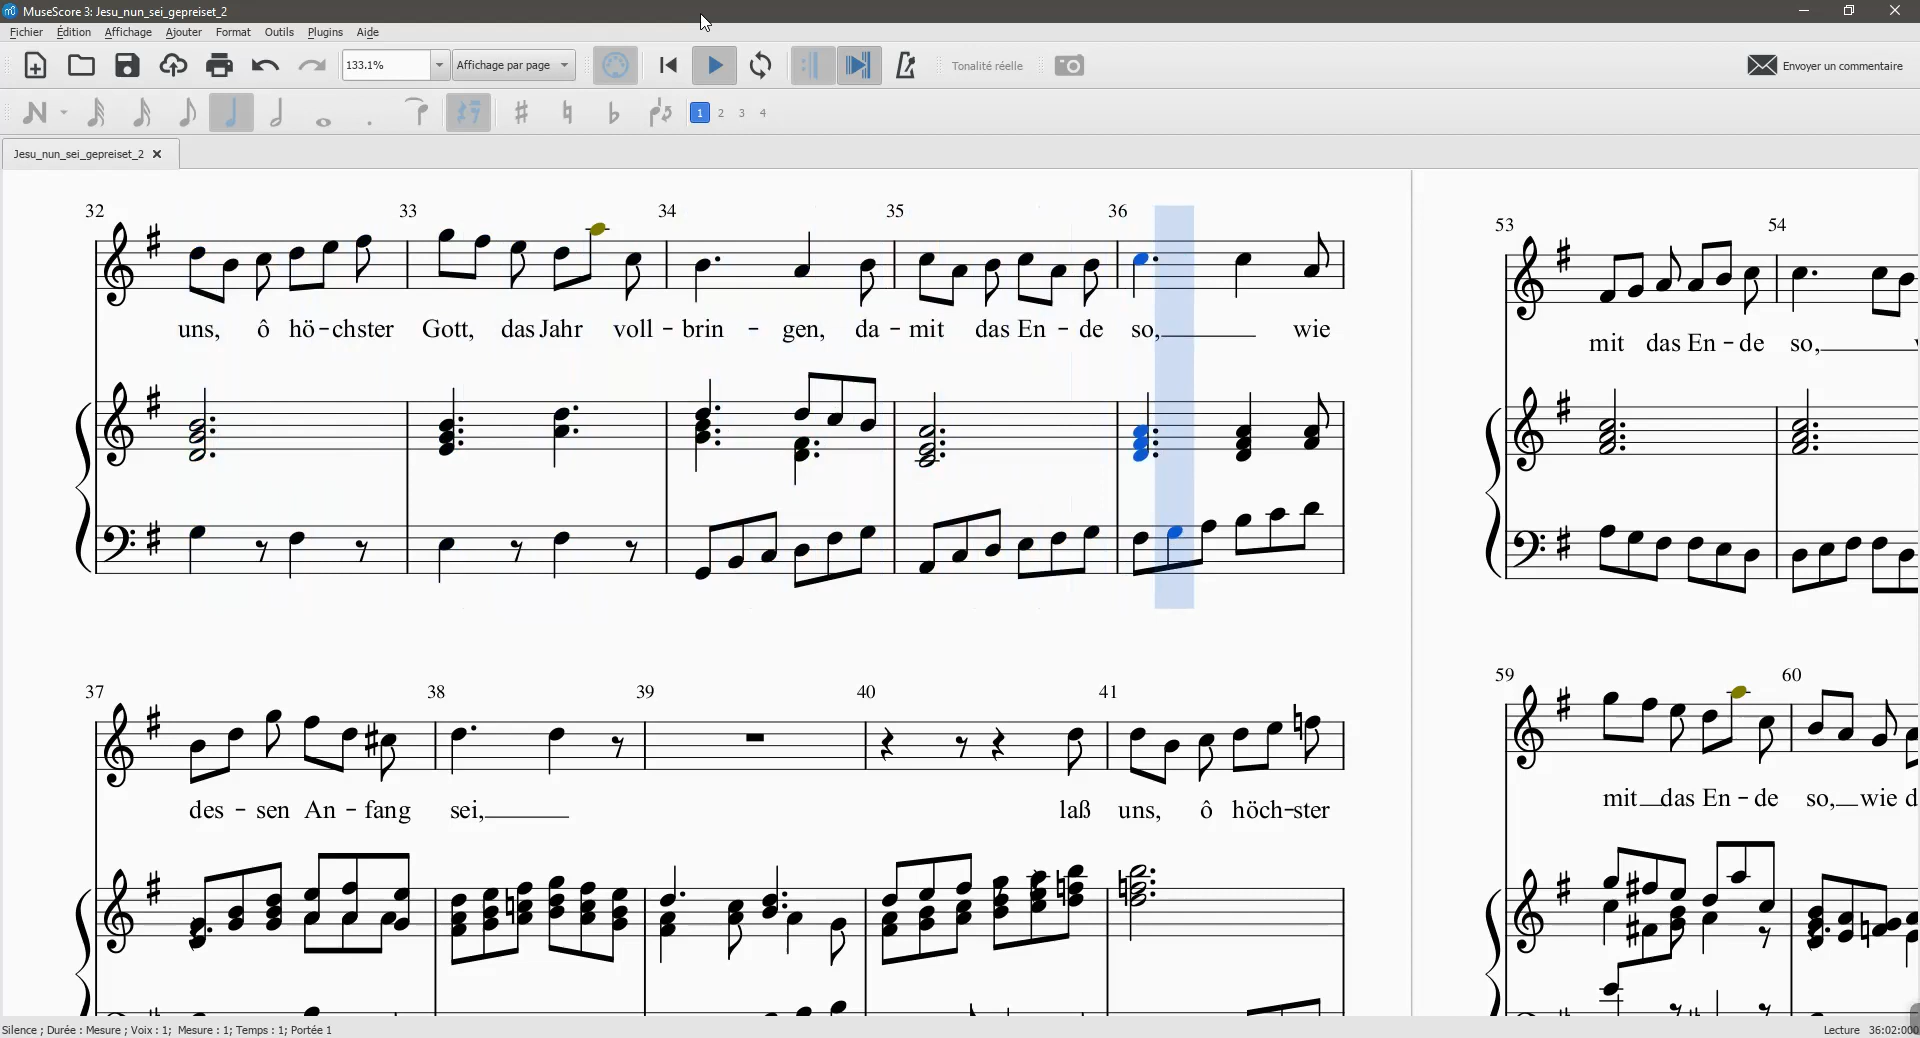 MuseScore 3: Jesu_nun_sei_gepreiset_2
Fichier Édition Affichage Ajouter Format Outils Plugins Aide
133.1% Affichage par page Tonalité réelle Envoyer un commentaire
1 2 3 4
Jesu_nun_sei_gepreiset_2
32 33 34 35 36
uns, ô hö-chster Gott, das Jahr voll-brin - gen, da-mit das En-de so, wie
37 38 39 40 41
des-sen An-fang sei, laß uns, ô höch-ster
53 54
mit das En-de so,
59 60
mit das En-de so, wie d
Silence ; Durée : Mesure ; Voix : 1; Mesure : 1; Temps : 1; Portée 1
Lecture 36:02:000